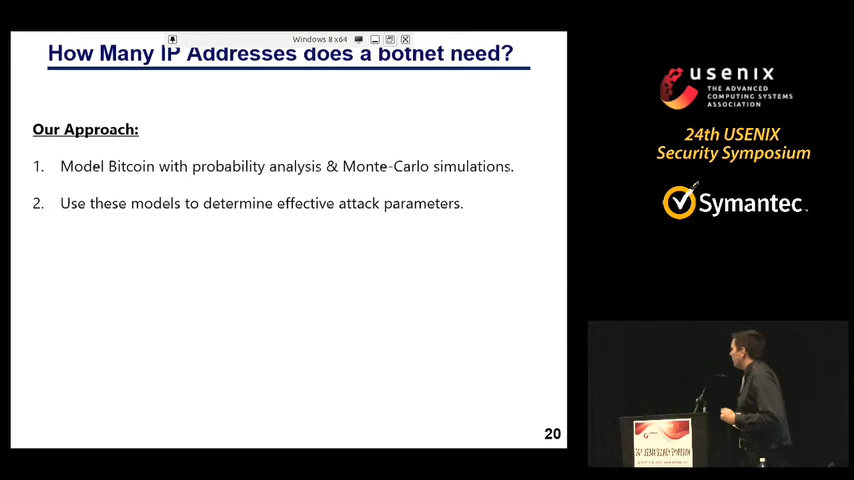 Windows 8 x64
How Many IP Addresses does a botnet need?
Our Approach:
1. Model Bitcoin with probability analysis & Monte-Carlo simulations.
2. Use these models to determine effective attack parameters.
20
usenix
THE ADVANCED
COMPUTING SYSTEMS
ASSOCIATION
24th USENIX
Security Symposium
Symantec.